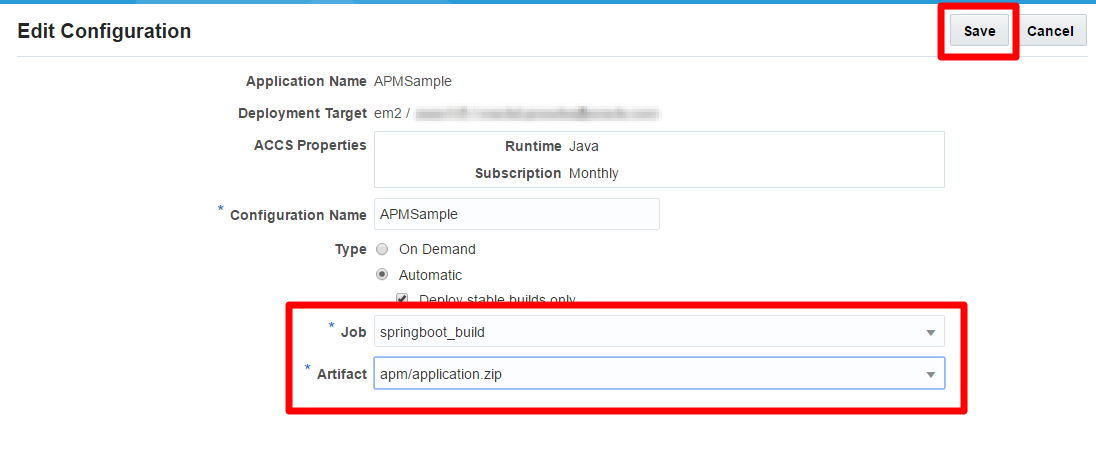 Edit Configuration
Save Cancel
Application Name APMSample
Deployment Target em2 /
ACCS Properties
Runtime Java
Subscription Monthly
* Configuration Name APMSample
Type On Demand
Automatic
Deploy stable builds only
* Job springboot_build
* Artifact apm/application.zip